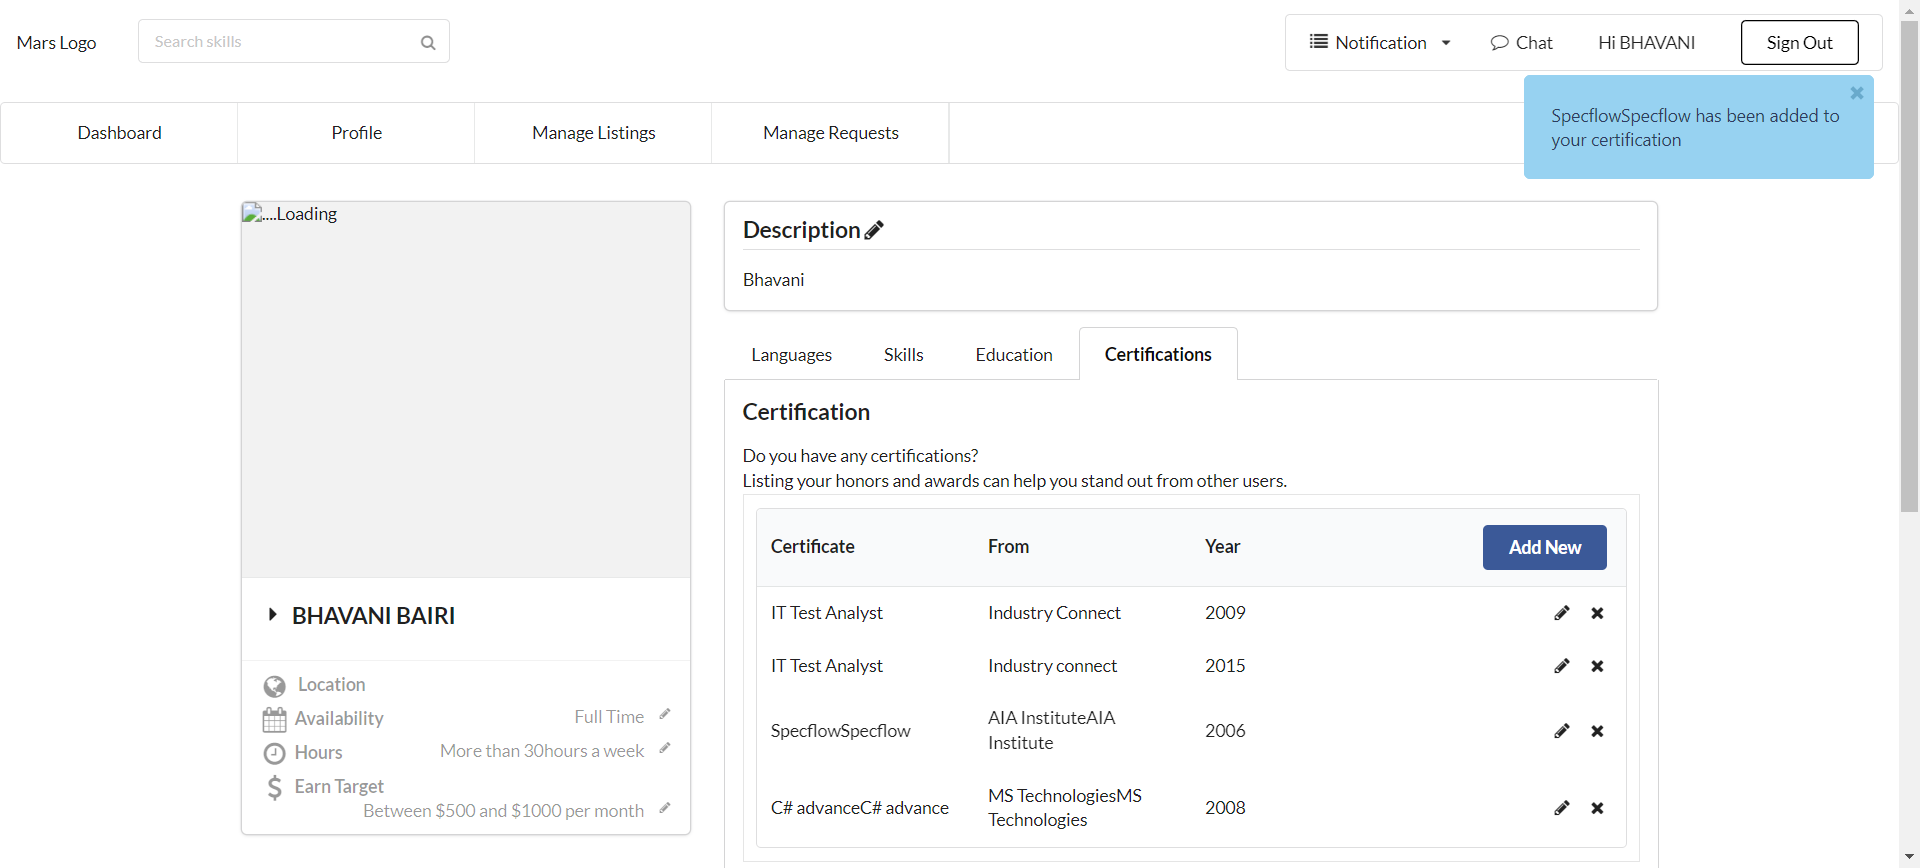 Mars Logo
Search skills
Notification
Chat
Hi BHAVANI
Sign Out
SpecflowSpecflow has been added to
your certification
Dashboard
Profile
Manage Listings
Manage Requests
....Loading
BHAVANI BAIRI
Location
Availability
Full Time
Hours
More than 30hours a week
Earn Target
Between $500 and $1000 per month
Description
Bhavani
Languages
Skills
Education
Certifications
Certification
Do you have any certifications?
Listing your honors and awards can help you stand out from other users.
Certificate
From
Year
Add New
IT Test Analyst
Industry Connect
2009
IT Test Analyst
Industry connect
2015
SpecflowSpecflow
AIA InstituteAIA
Institute
2006
C# advanceC# advance
MS TechnologiesMS
Technologies
2008